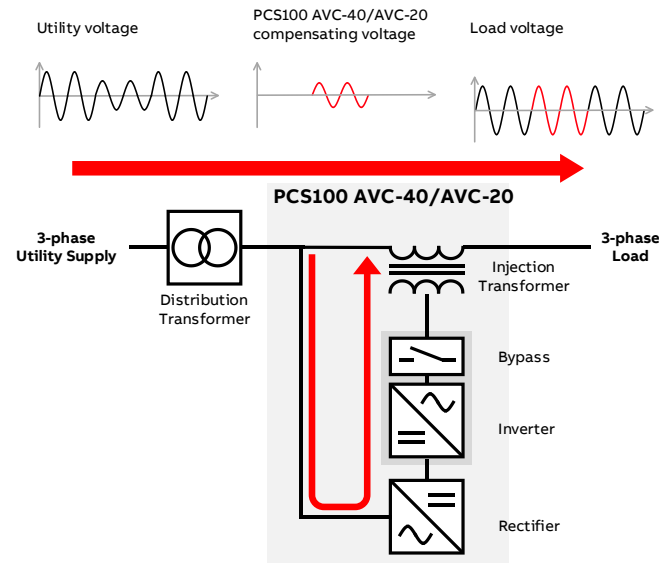 Utility voltage
PCS100 AVC-40/AVC-20
compensating voltage
Load voltage
PCS100 AVC-40/AVC-20
3-phase
Utility Supply
3-phase
Load
Distribution
Transformer
Injection
Transformer
Bypass
Inverter
Rectifier